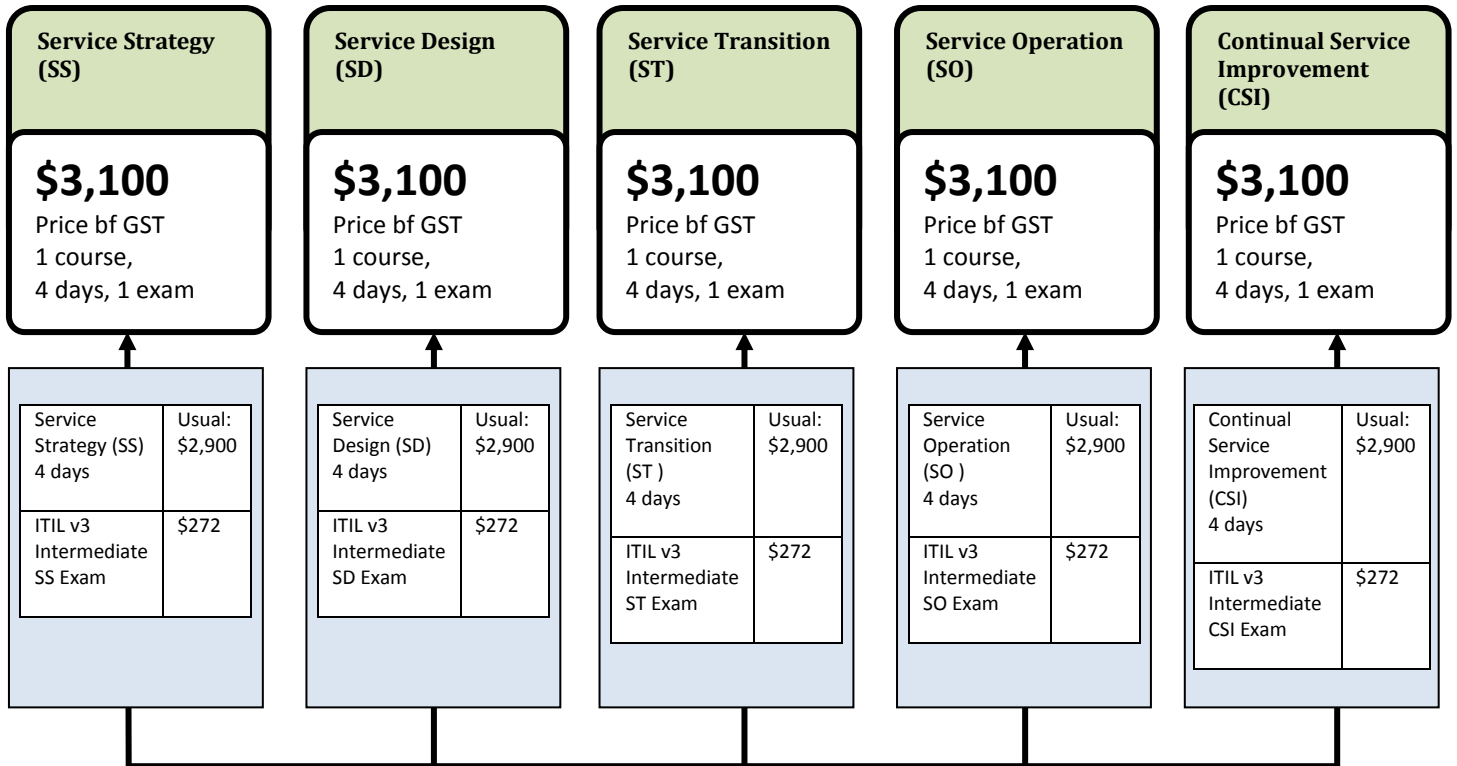 Service Strategy
(SS)
$3,100
Price bf GST
1 course,
4 days, 1 exam
Service Design
(SD)
$3,100
Price bf GST
1 course,
4 days, 1 exam
Service Transition
(ST)
$3,100
Price bf GST
1 course,
4 days, 1 exam
Service Operation
(SO)
$3,100
Price bf GST
1 course,
4 days, 1 exam
Continual Service
Improvement
(CSI)
$3,100
Price bf GST
1 course,
4 days, 1 exam
Service
Strategy (SS)
4 days
Usual:
$2,900
ITIL v3
Intermediate
SS Exam
$272
Service
Design (SD)
4 days
Usual:
$2,900
ITIL v3
Intermediate
SD Exam
$272
Service
Transition
(ST )
4 days
Usual:
$2,900
ITIL v3
Intermediate
ST Exam
$272
Service
Operation
(SO )
4 days
Usual:
$2,900
ITIL v3
Intermediate
SO Exam
$272
Continual
Service
Improvement
(CSI)
4 days
Usual:
$2,900
ITIL v3
Intermediate
CSI Exam
$272